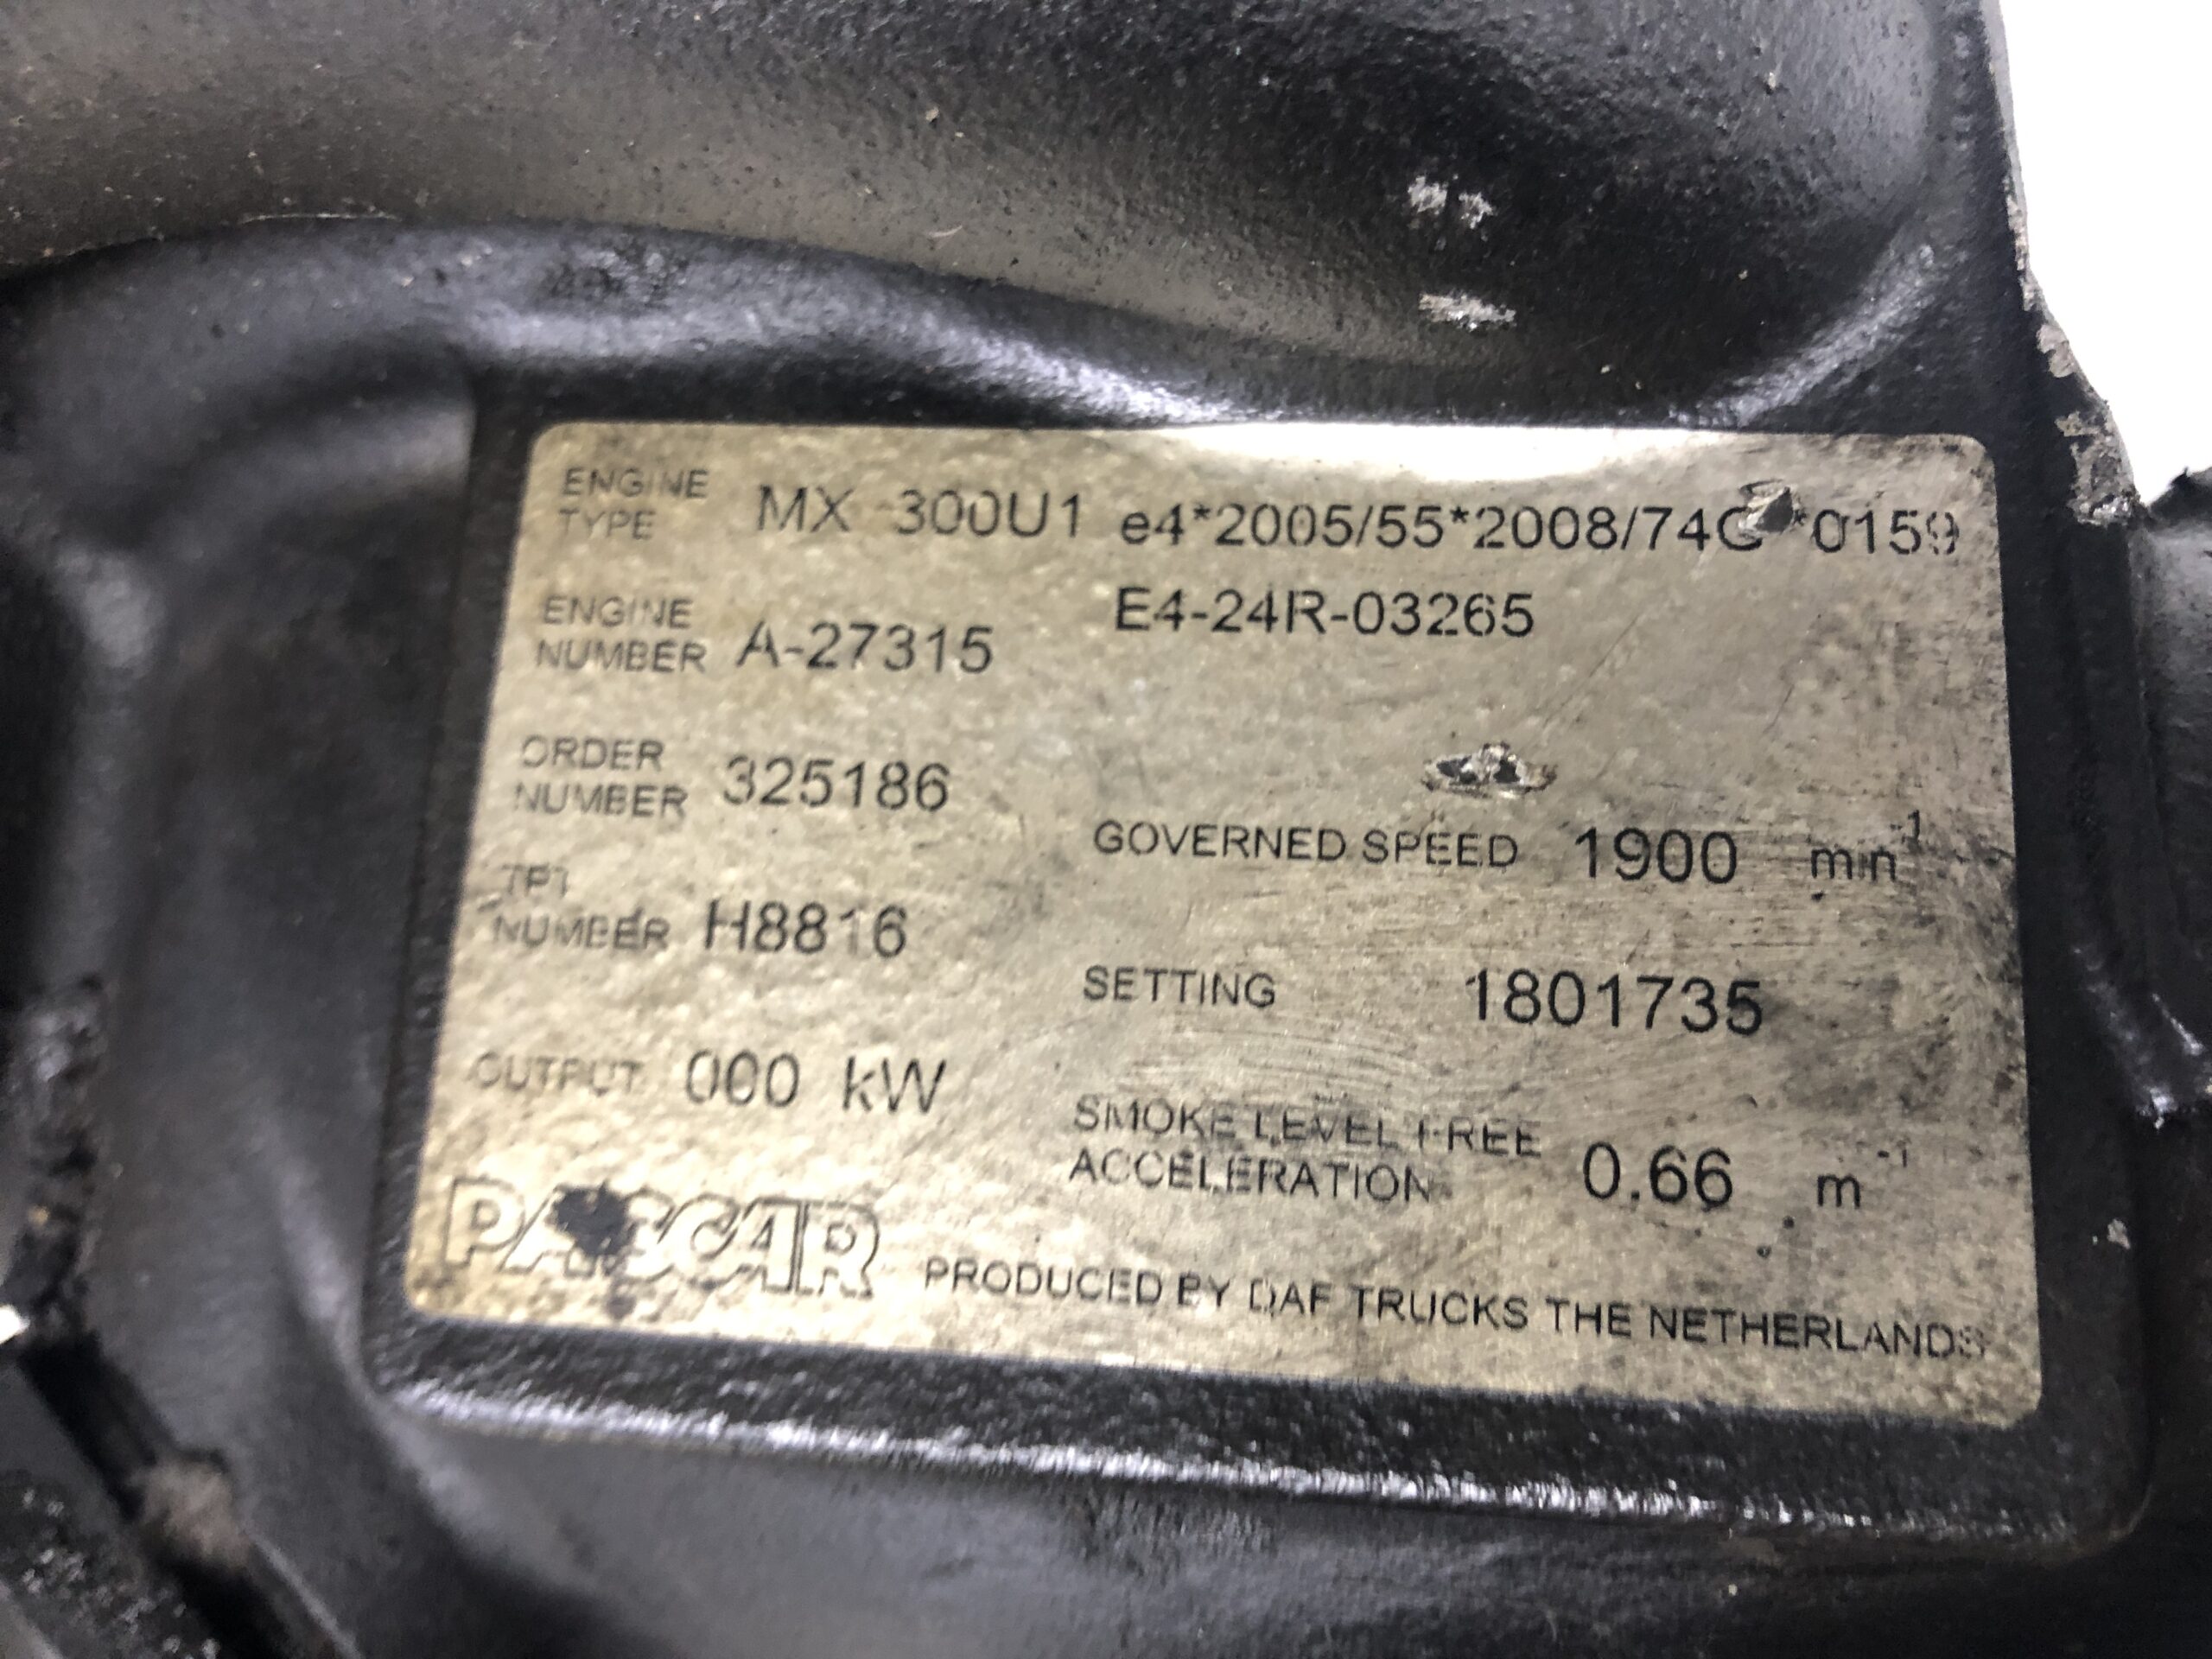 ENGINE
TYPE MX 300U1 e4*2005/55*2008/74G*0159
ENGINE
NUMBER A-27315 E4-24R-03265
ORDER
NUMBER 325186
GOVERNED SPEED 1900 min-1
NUMBER H8816
SETTING 1801735
OUTPUT 000 kW
SMOKE LEVEL FREE
ACCELERATION 0.66 m-1
PACCAR PRODUCED BY DAF TRUCKS THE NETHERLANDS